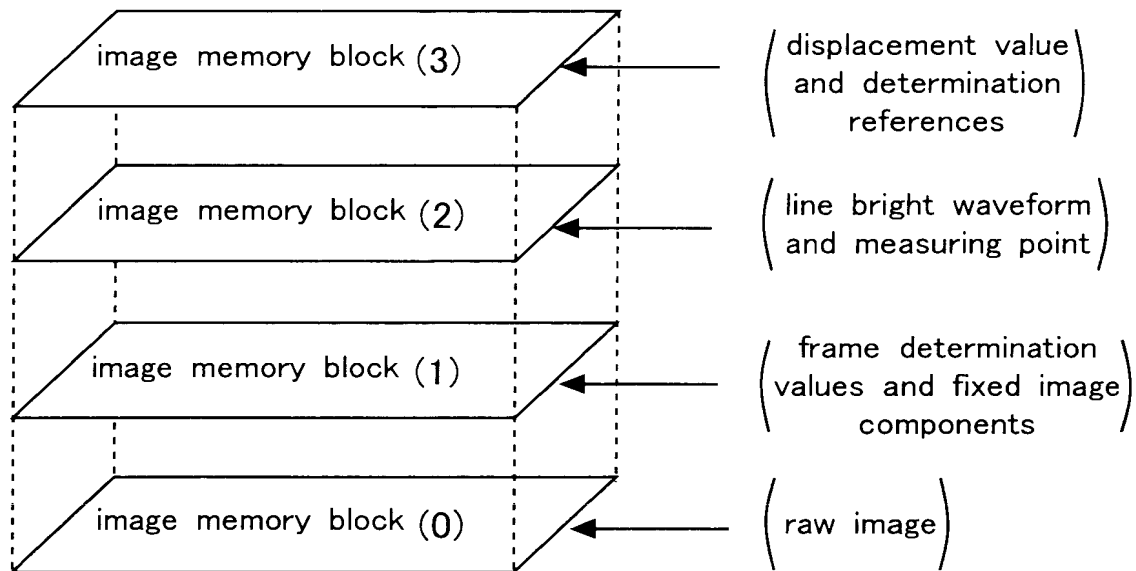 image memory block (3)
(displacement value
and determination
references)
image memory block (2)
(line bright waveform
and measuring point)
image memory block (1)
(frame determination
values and fixed image
components)
image memory block (0)
(raw image)